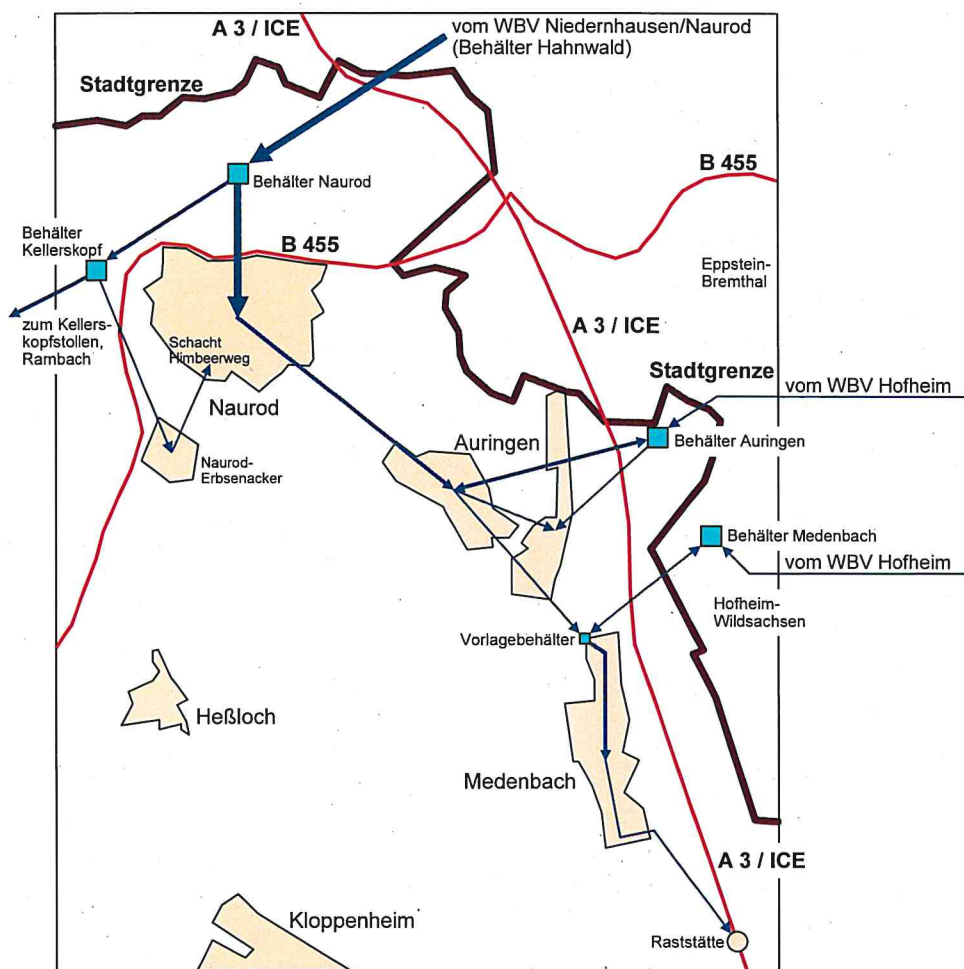 A 3 / ICE
vom WBV Niedernhausen/Naurod
(Behälter Hahnwald)
Stadtgrenze
B 455
Behälter Naurod
Behälter
Kellerskopf
B 455
Eppstein-
Bremthal
zum Kellers-
kopfstollen,
Rambach
A 3 / ICE
Schacht
Himbeerweg
Stadtgrenze
vom WBV Hofheim
Naurod
Auringen
Behälter Auringen
Naurod-
Erbsenacker
Behälter Medenbach
vom WBV Hofheim
Hofheim-
Wildsachsen
Vorlagebehälter
Heßloch
Medenbach
A 3 / ICE
Kloppenheim
Raststätte